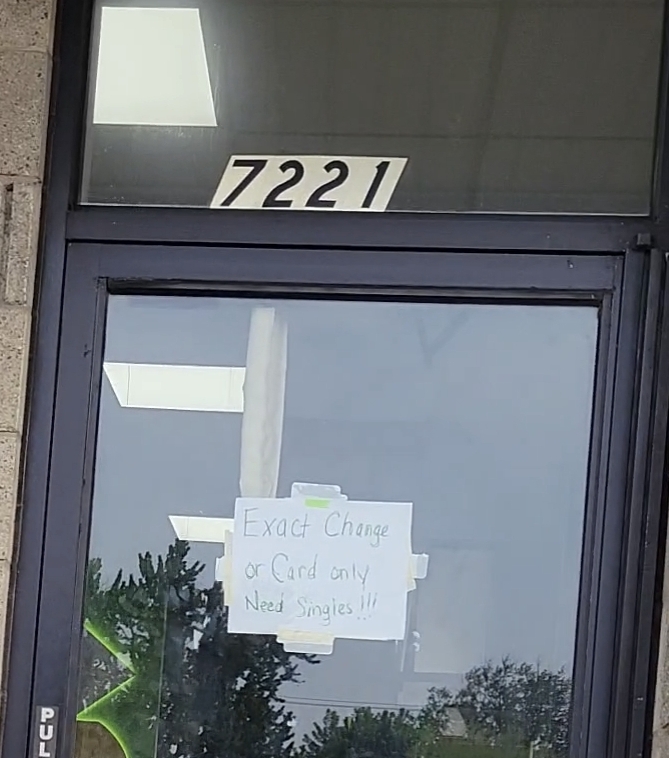 7221
Exact Change
or Card only
Need Singles!!!
PUL